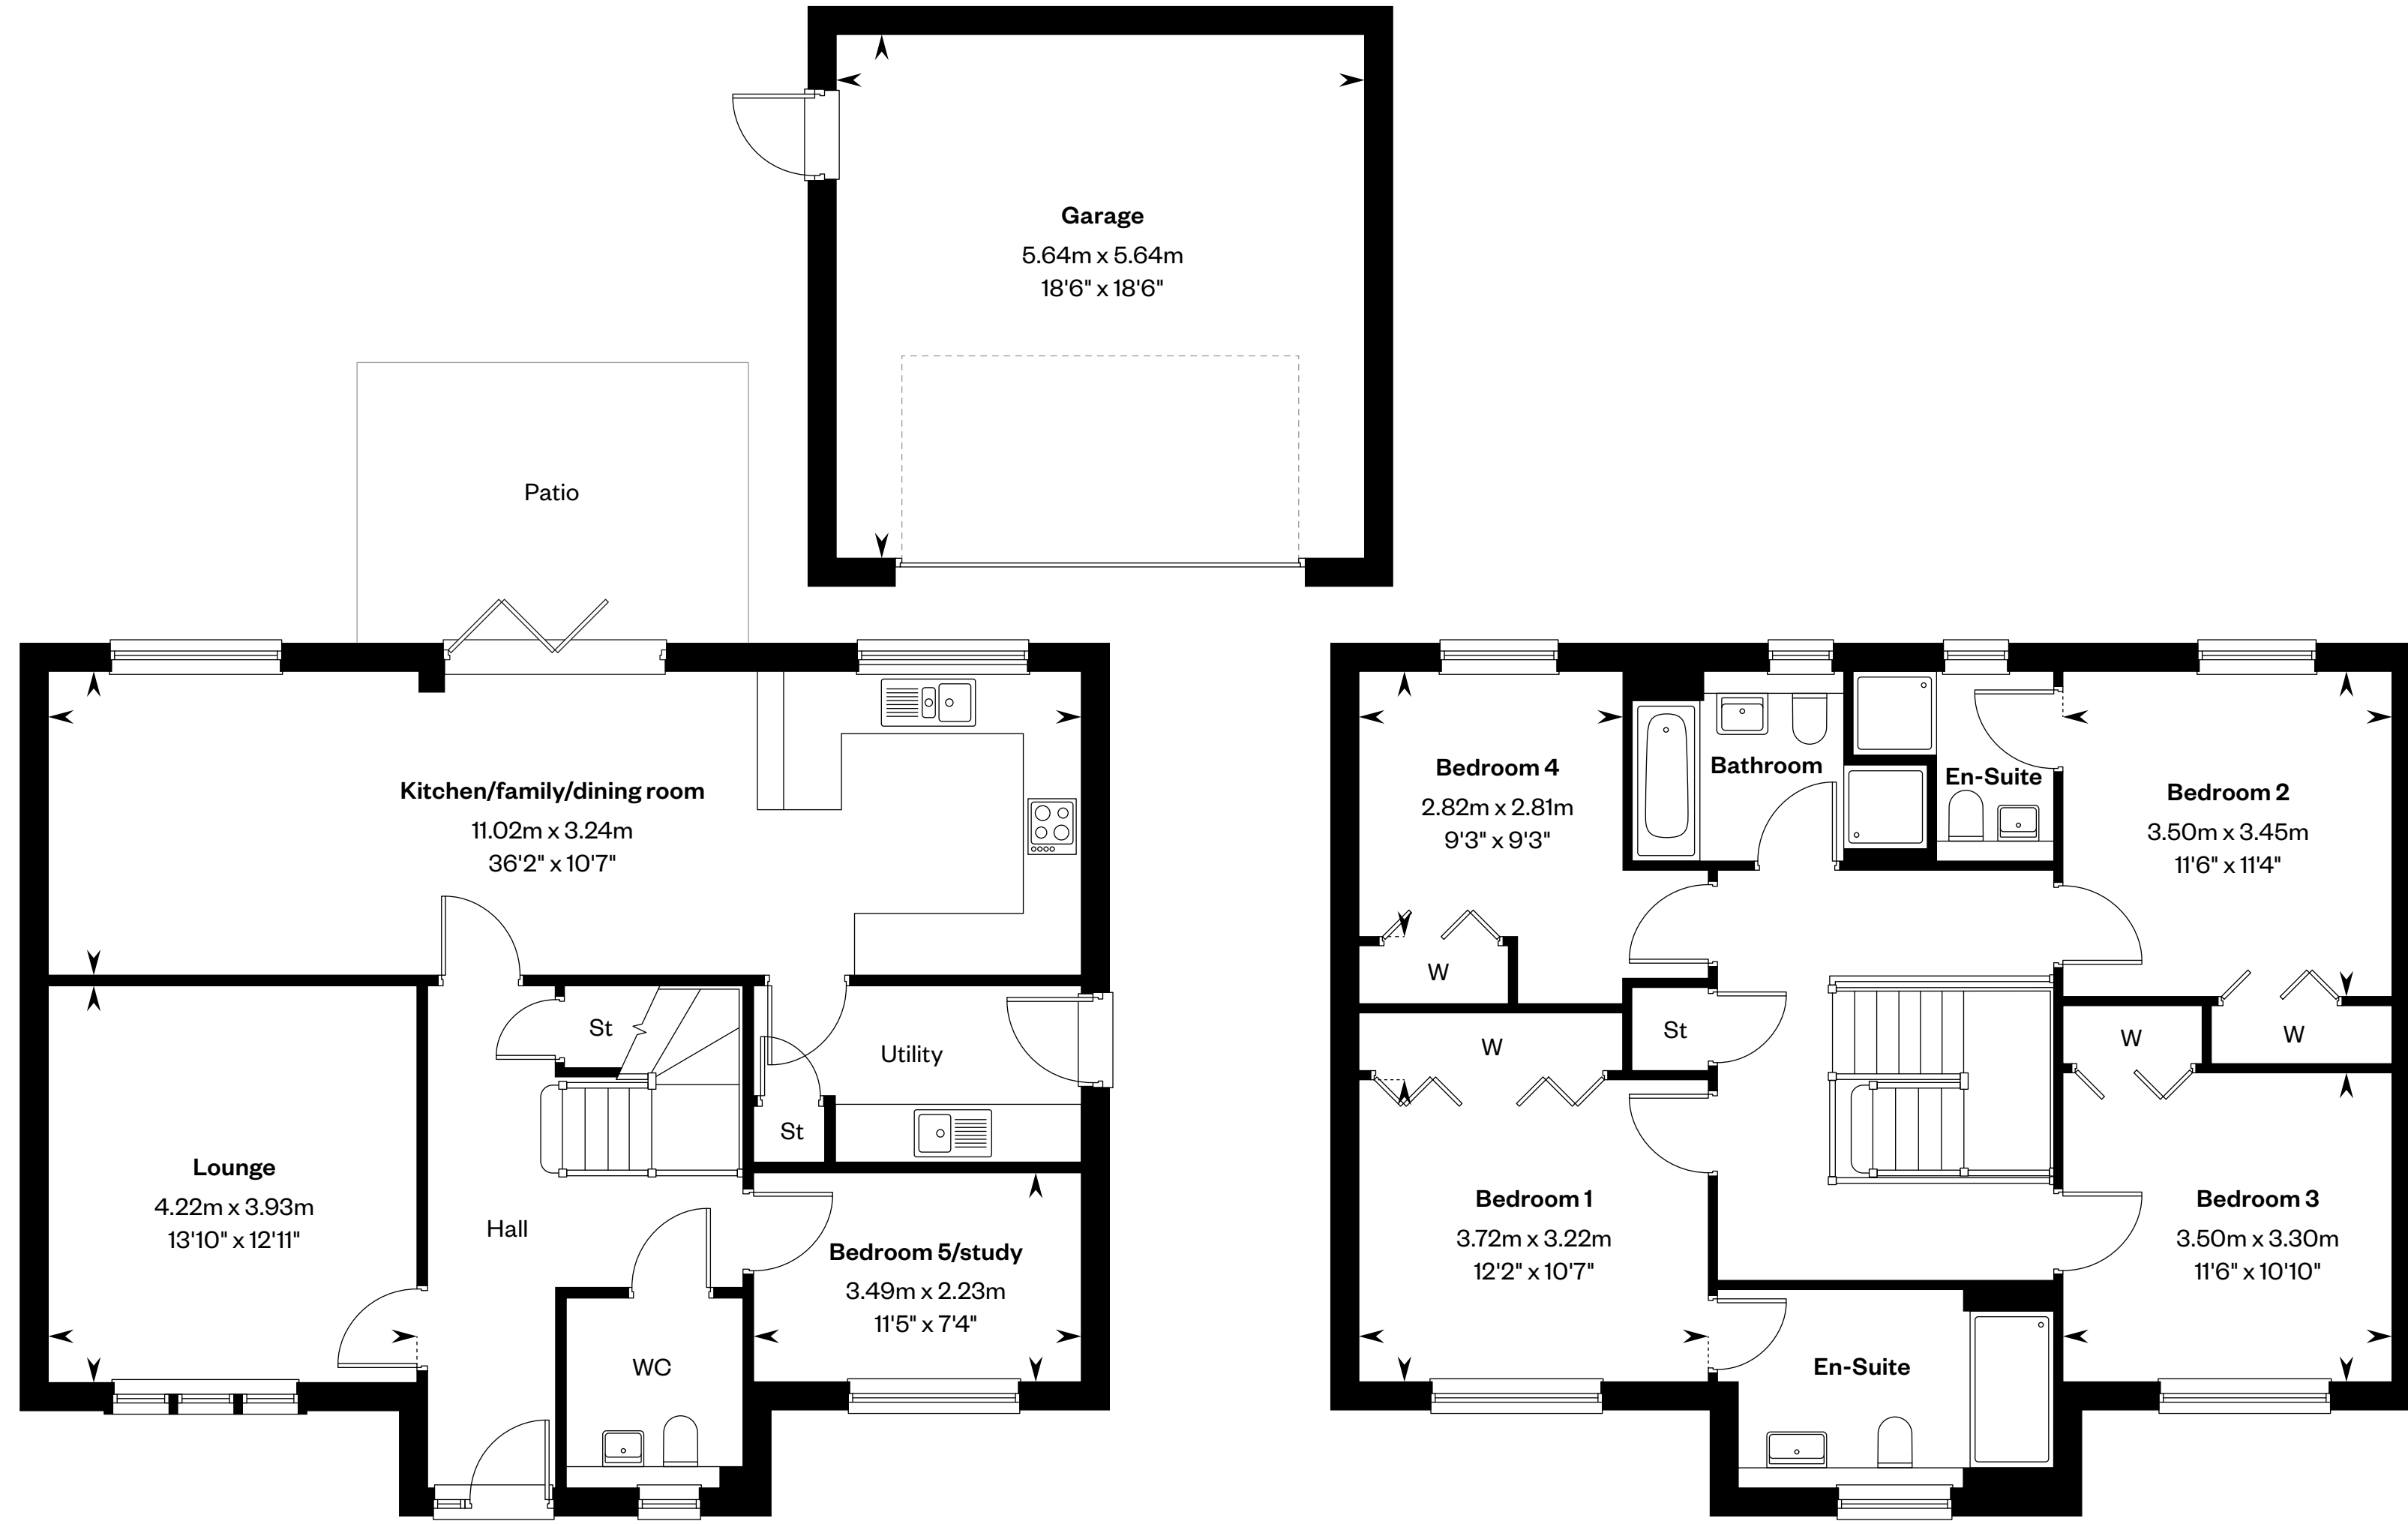 Garage
5.64m x 5.64m
18'6" x 18'6"
Patio
Kitchen/family/dining room
11.02m x 3.24m
36'2" x 10'7"
St
Utility
St
Lounge
4.22m x 3.93m
13'10" x 12'11"
Hall
Bedroom 5/study
3.49m x 2.23m
11'5" x 7'4"
WC
Bedroom 4
2.82m x 2.81m
9'3" x 9'3"
Bathroom
En-Suite
Bedroom 2
3.50m x 3.45m
11'6" x 11'4"
W
St
W
W
W
Bedroom 1
3.72m x 3.22m
12'2" x 10'7"
Bedroom 3
3.50m x 3.30m
11'6" x 10'10"
En-Suite